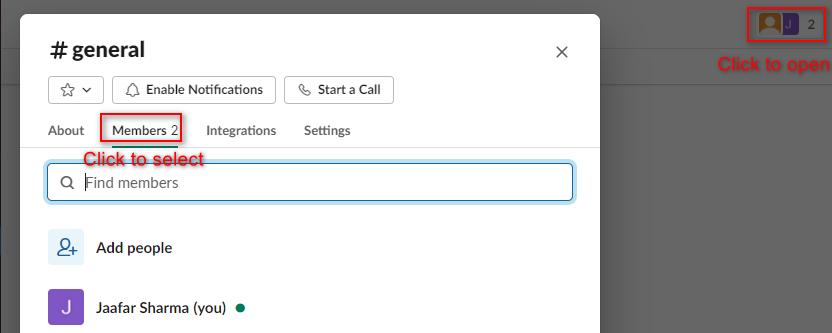 J 2
Click to open
# general
Enable Notifications
Start a Call
About Members 2 Integrations Settings
Click to select
Find members
Add people
J Jaafar Sharma (you)